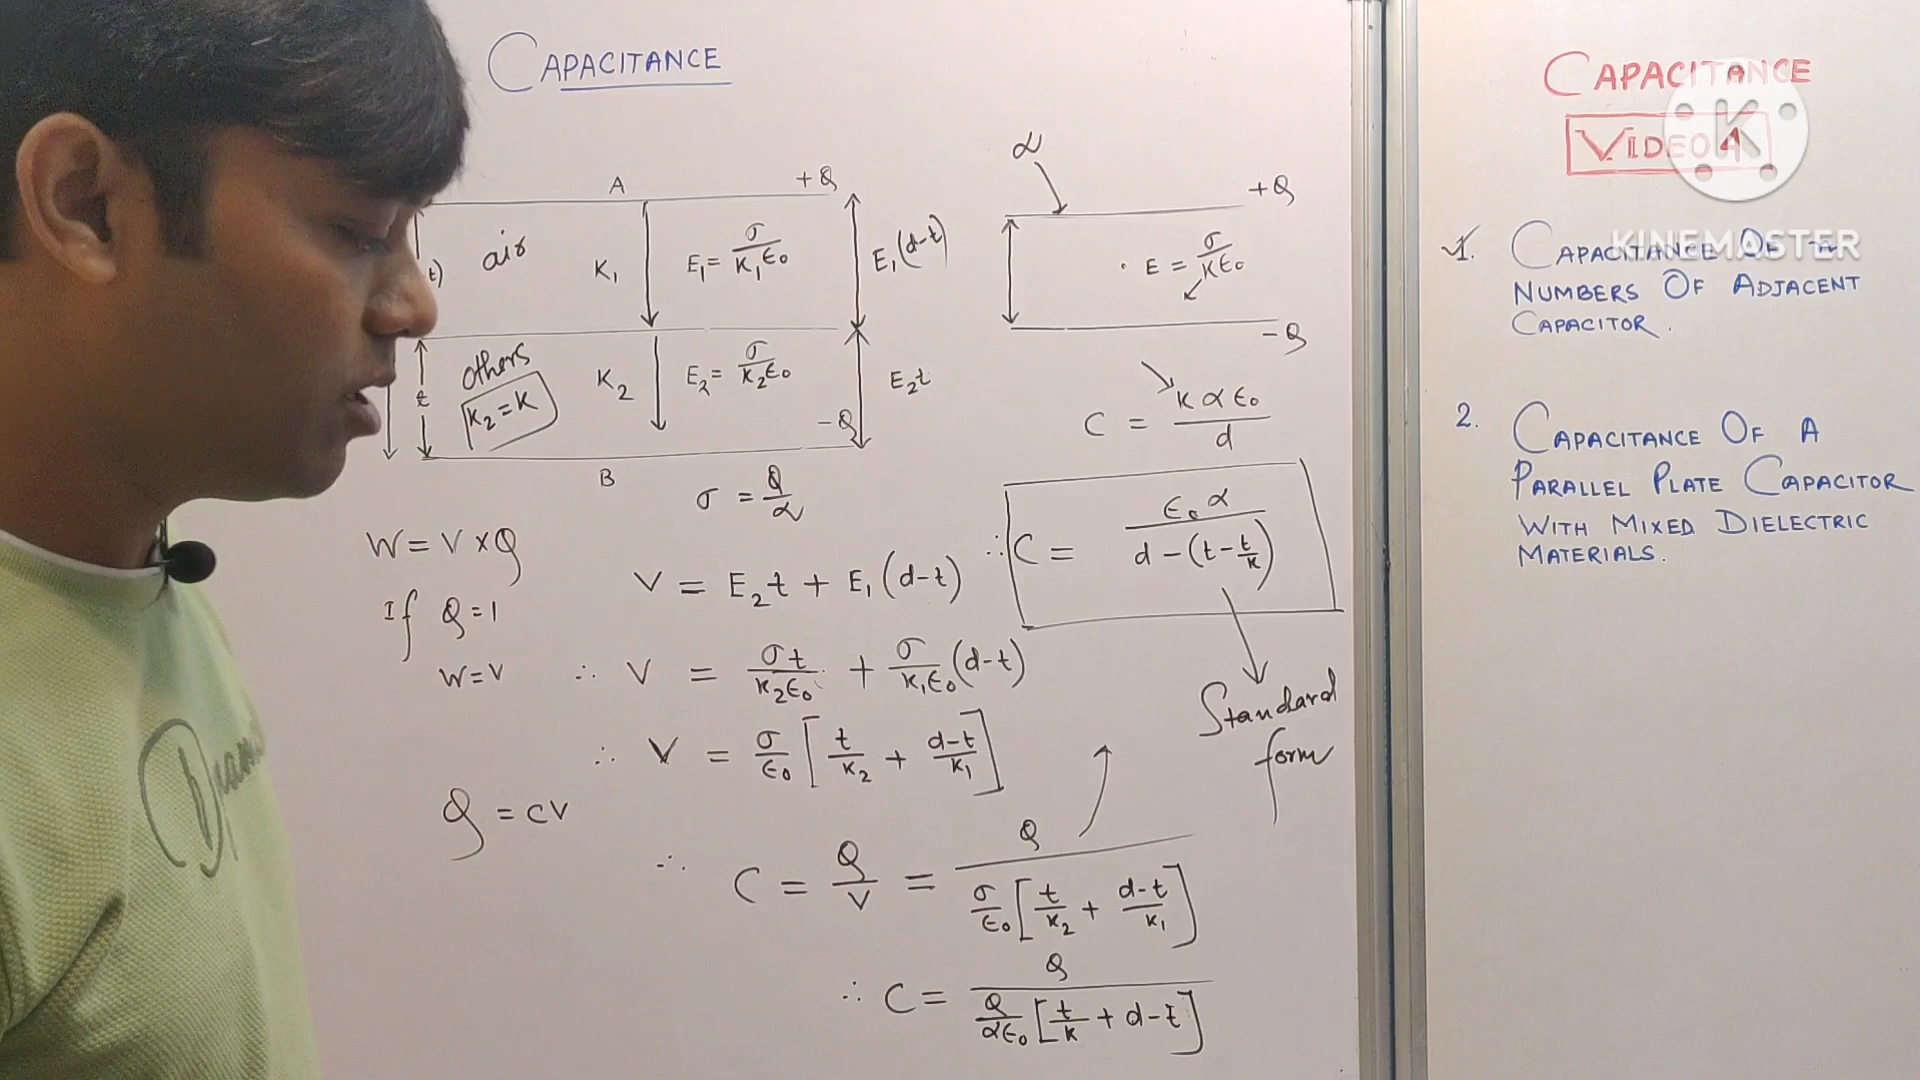 CAPACITANCE
A
+Q
air
K₁
E₁ = σ/K₁ϵ₀
E₁(d-t)
t)
others
K₂ = K
K₂
E₂ = σ/K₂ϵ₀
E₂t
t
-Q
B
σ = Q/α
W = V × Q
If Q = 1
W = V
V = E₂t + E₁(d-t)
∴ V = σt/K₂ϵ₀ + σ/K₁ϵ₀ (d-t)
∴ V = σ/ϵ₀ [t/K₂ + d-t/K₁]
Q = CV
∴ C = Q/V = Q / σ/ϵ₀ [t/K₂ + d-t/K₁]
∴ C = Q / Q/αϵ₀ [t/K + d-t]
α
+Q
E = σ/Kϵ₀
-Q
C = Kαϵ₀/d
∴ C = ϵ₀α / d-(t-t/K)
Standard
form
CAPACITANCE
VIDEO 4
K
KINEMASTER
1. CAPACITANCE OF A
NUMBERS OF ADJACENT
CAPACITOR.
2. CAPACITANCE OF A
PARALLEL PLATE CAPACITOR
WITH MIXED DIELECTRIC
MATERIALS.